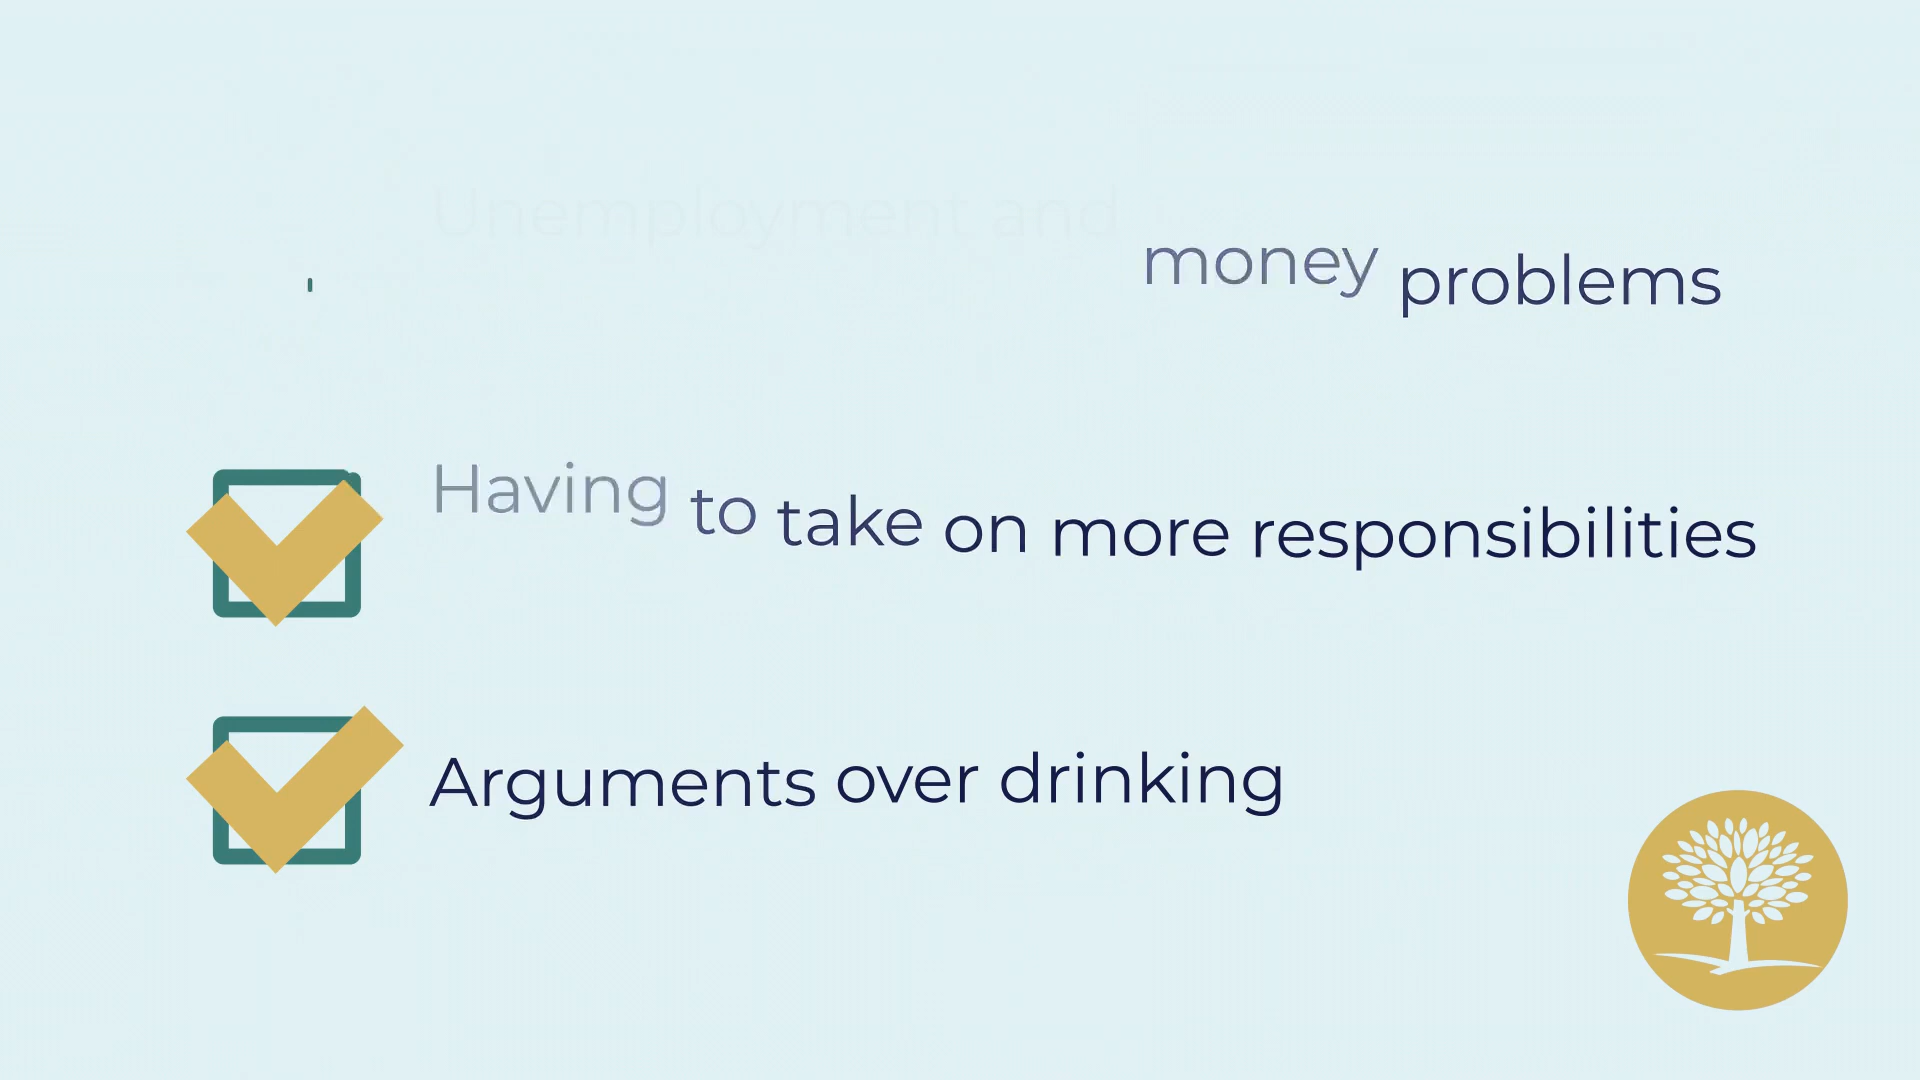 Unemployment and money problems
Having to take on more responsibilities
Arguments over drinking